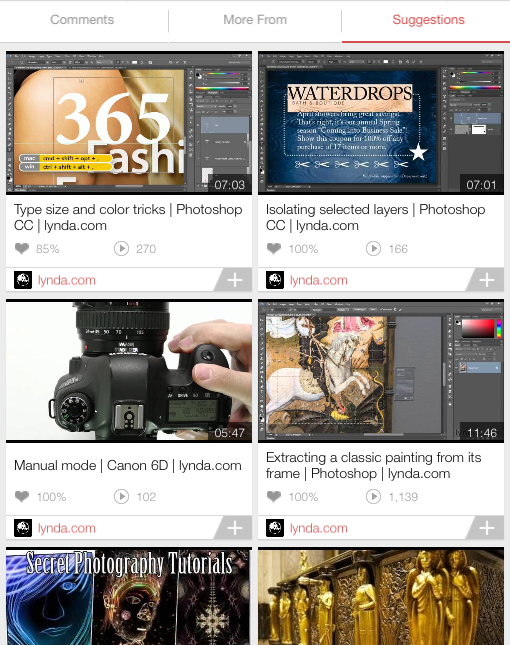 Comments
More From
Suggestions
365
Fashi
mac cmd + shift + opt + .
win ctrl + shift + alt + .
07:03
WATERDROPS
BATH & BOUTIQUE
April showers bring great savings!
That's right, it's our annual Spring
season "Coming into Business Sale"!
Show this coupon for 100% off any
purchase of 17 items or more.
07:01
Type size and color tricks | Photoshop
CC | lynda.com
85%
270
lynda.com
Isolating selected layers | Photoshop
CC | lynda.com
100%
166
lynda.com
05:47
11:46
Manual mode | Canon 6D | lynda.com
100%
102
lynda.com
Extracting a classic painting from its
frame | Photoshop | lynda.com
100%
1,139
lynda.com
Secret Photography Tutorials